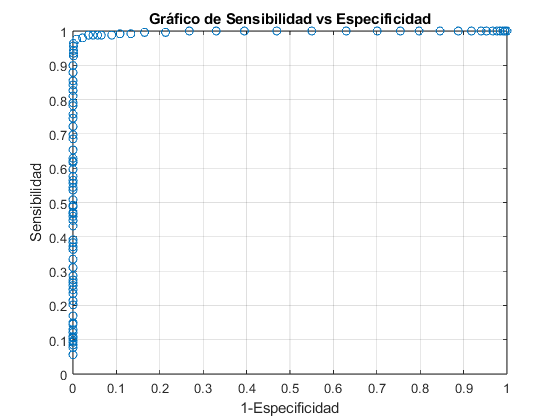 Gráfico de Sensibilidad vs Especificidad
1
0.9
0.8
0.7
0.6
0.5
0.4
0.3
0.2
0.1
0
Sensibilidad
0 0.1 0.2 0.3 0.4 0.5 0.6 0.7 0.8 0.9 1
1-Especificidad